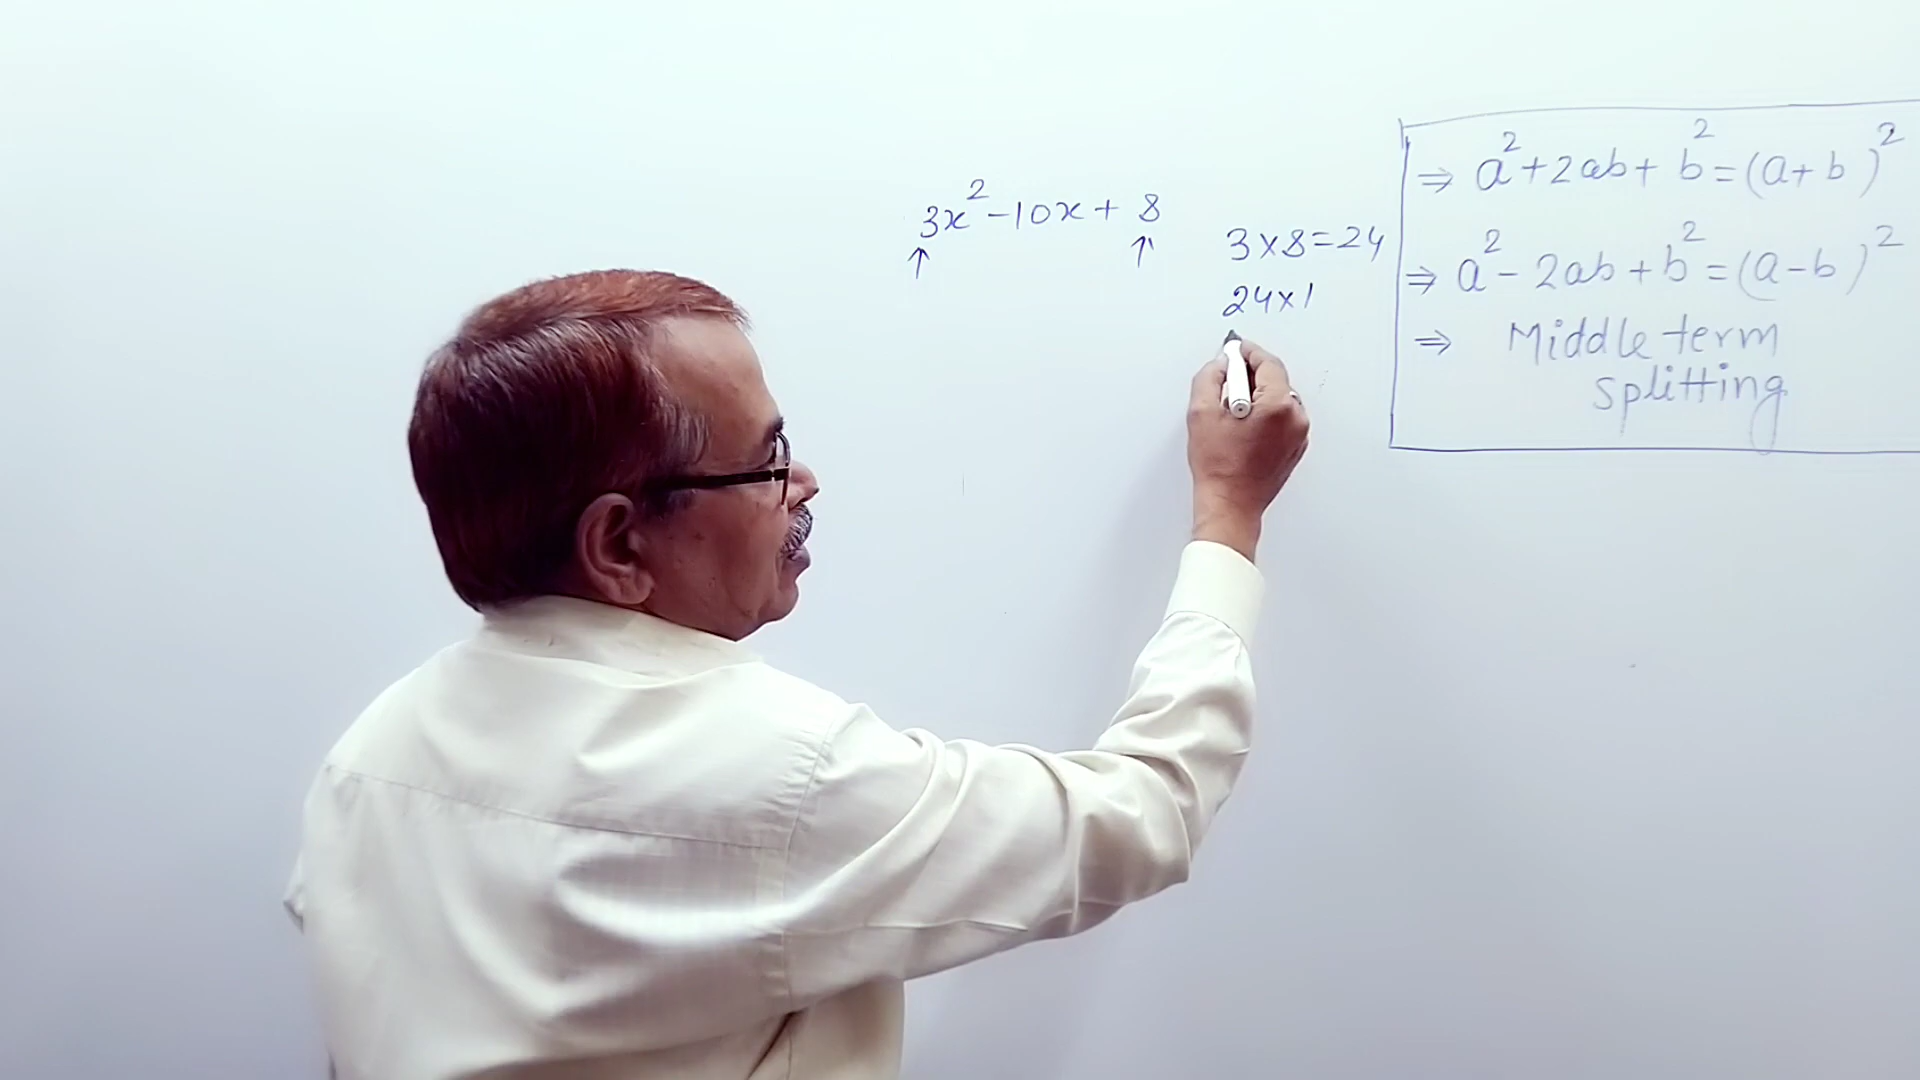 3x²-10x+ 8
↑ ↑
3×8=24
24×1
⇒ a²+2ab+ b²=(a+b)²
⇒ a²-2ab+b²=(a-b)²
⇒ Middle term
splitting